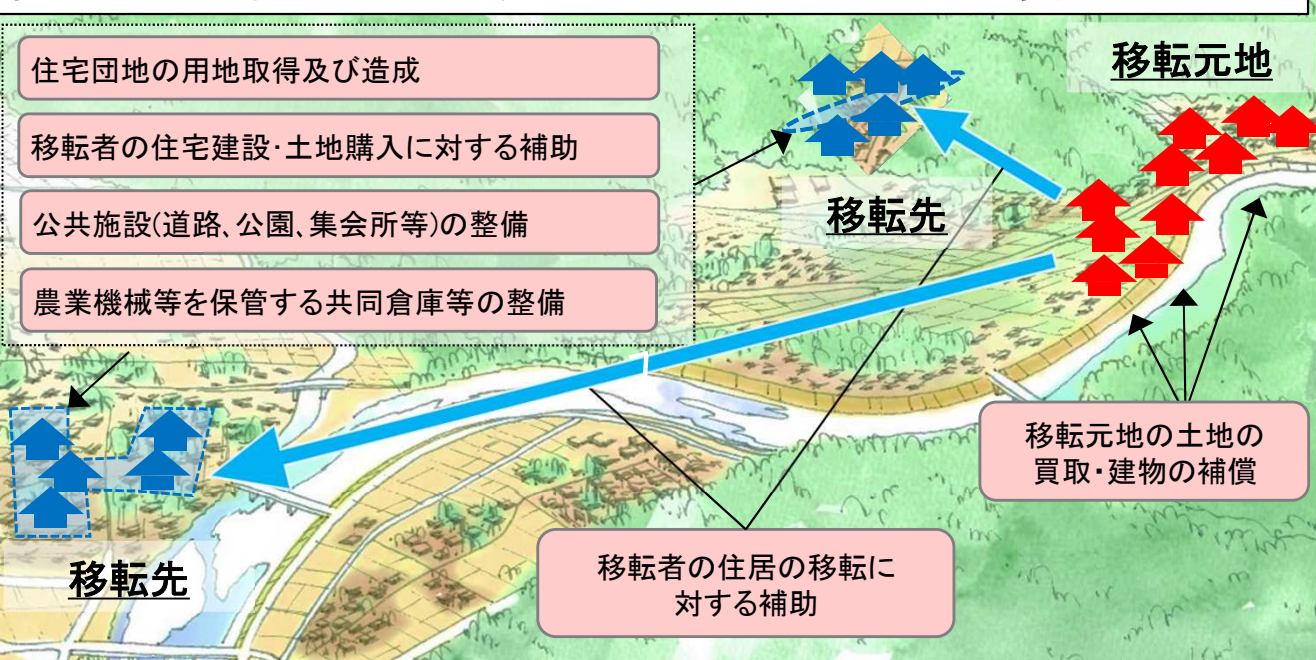 住宅団地の用地取得及び造成
移転者の住宅建設･土地購入に対する補助
公共施設(道路､公園､集会所等)の整備
農業機械等を保管する共同倉庫等の整備
移転元地
移転先
移転元地の土地の
買取･建物の補償
移転者の住居の移転に
対する補助
移転先